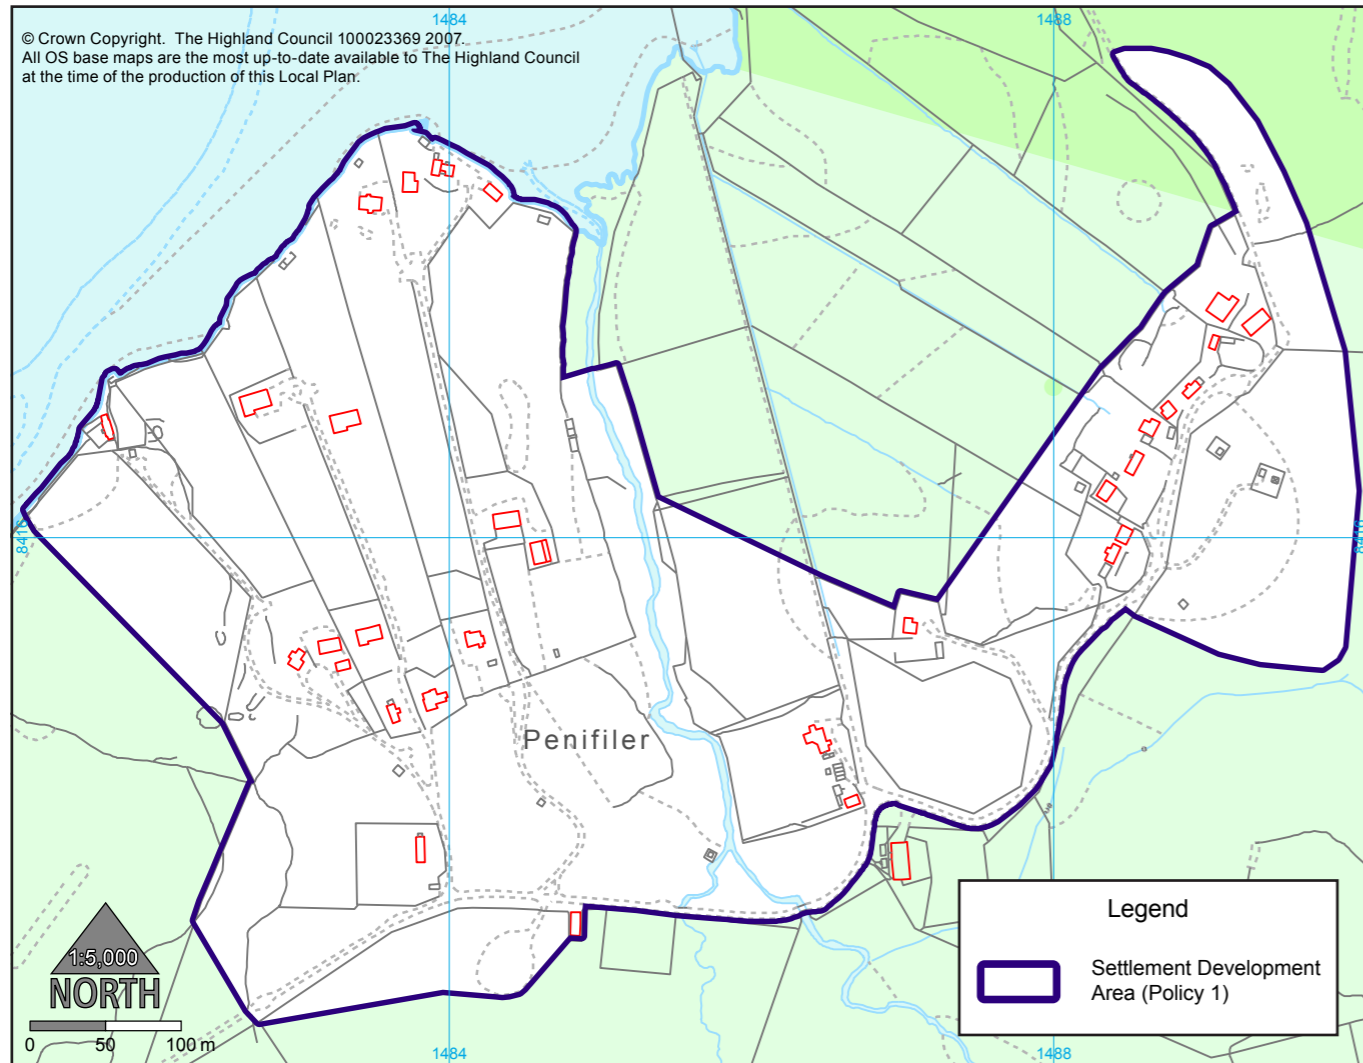 1484
1488
© Crown Copyright.  The Highland Council 100023369 2007.
All OS base maps are the most up-to-date available to The Highland Council
at the time of the production of this Local Plan.
8416
8416
Penifiler
Legend
Settlement Development
Area (Policy 1)
1:5,000
NORTH
0 50 100 m
1484
1488